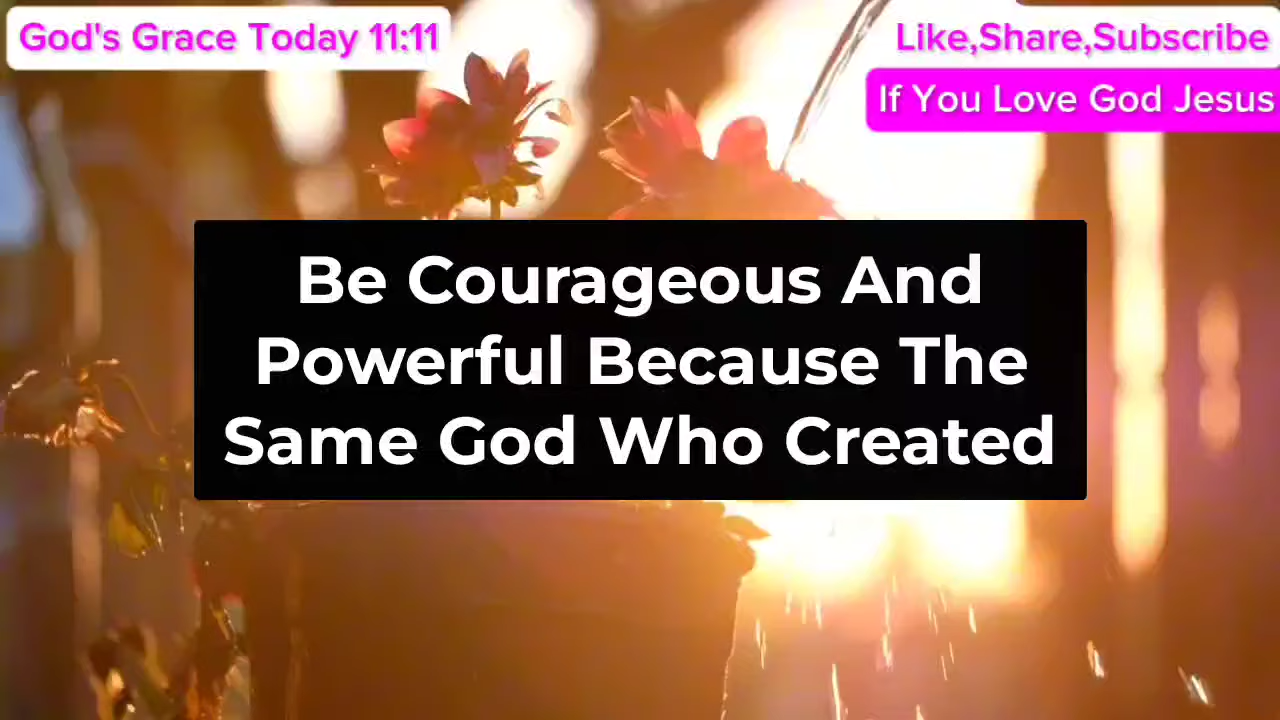 God's Grace Today 11:11
Like,Share,Subscribe
If You Love God Jesus
Be Courageous And
Powerful Because The
Same God Who Created